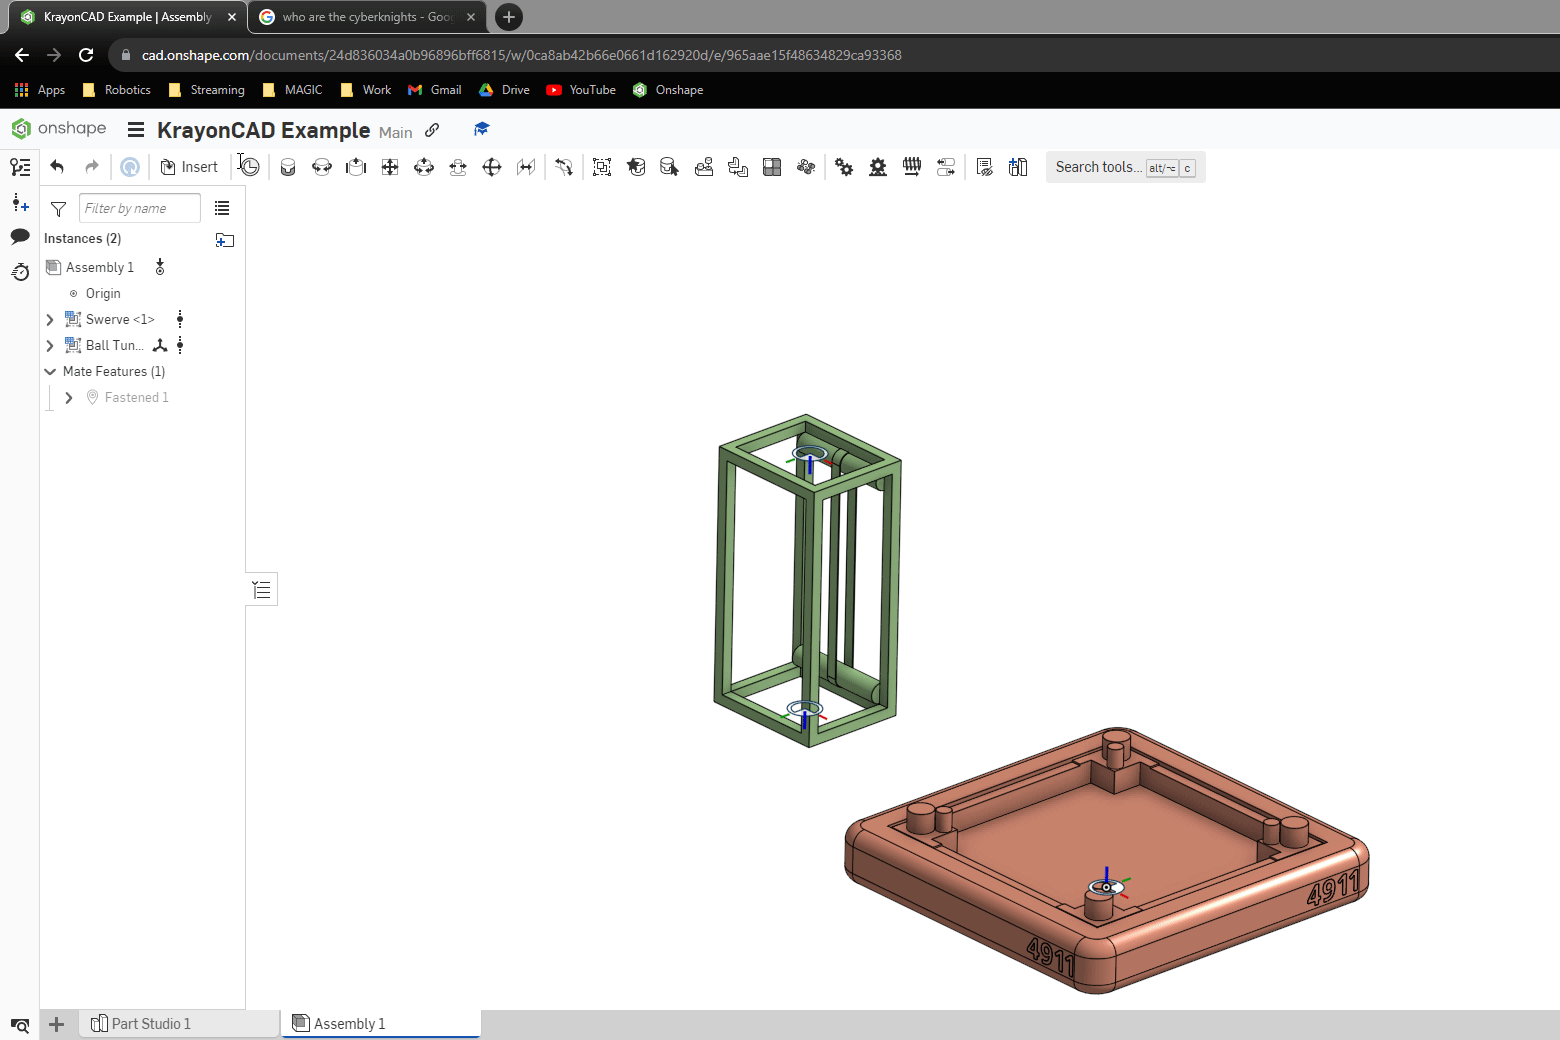 KrayonCAD Example | Assembly
who are the cyberknights - Goo
cad.onshape.com/documents/24d836034a0b96896bff6815/w/0ca8ab42b66e0661d162920d/e/965aae15f48634829ca93368
Apps Robotics Streaming MAGIC Work Gmail Drive YouTube Onshape
onshape KrayonCAD Example Main
Insert Search tools... alt/⌥ c
Filter by name
Instances (2)
Assembly 1
Origin
Swerve <1>
Ball Tun...
Mate Features (1)
Fastened 1
4911
4911
Part Studio 1 Assembly 1